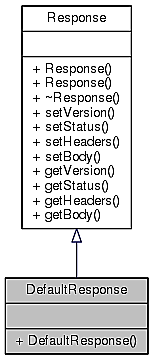 Response
+ Response()
+ Response()
+ ~Response()
+ setVersion()
+ setStatus()
+ setHeaders()
+ setBody()
+ getVersion()
+ getStatus()
+ getHeaders()
+ getBody()
DefaultResponse
+ DefaultResponse()